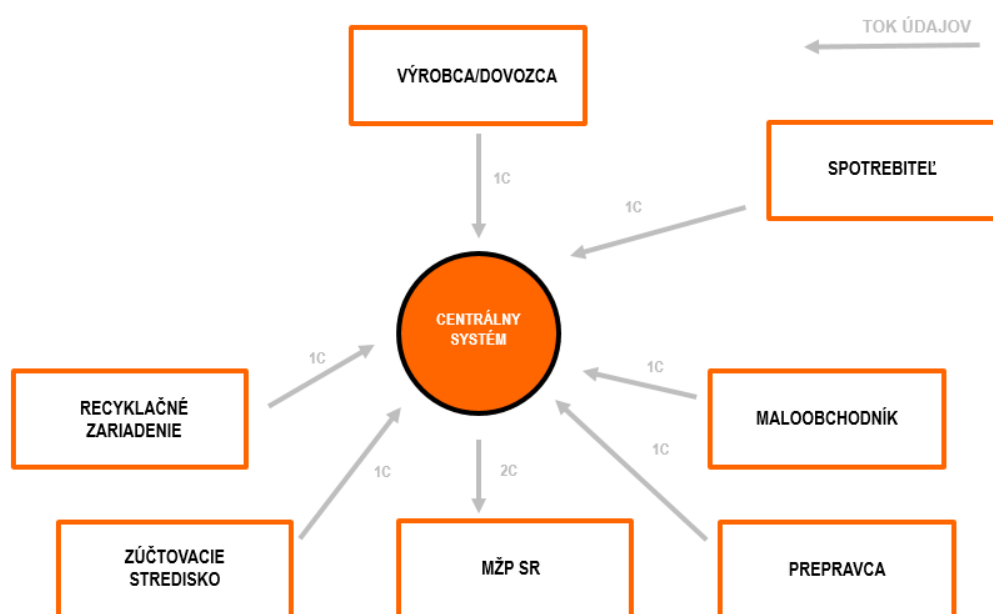 TOK ÚDAJOV
VÝROBCA/DOVOZCA
SPOTREBITEĽ
1C
1C
CENTRÁLNY
SYSTÉM
1C
1C
RECYKLAČNÉ
ZARIADENIE
MALOOBCHODNÍK
1C
2C
1C
ZÚČTOVACIE
STREDISKO
MŽP SR
PREPRAVCA